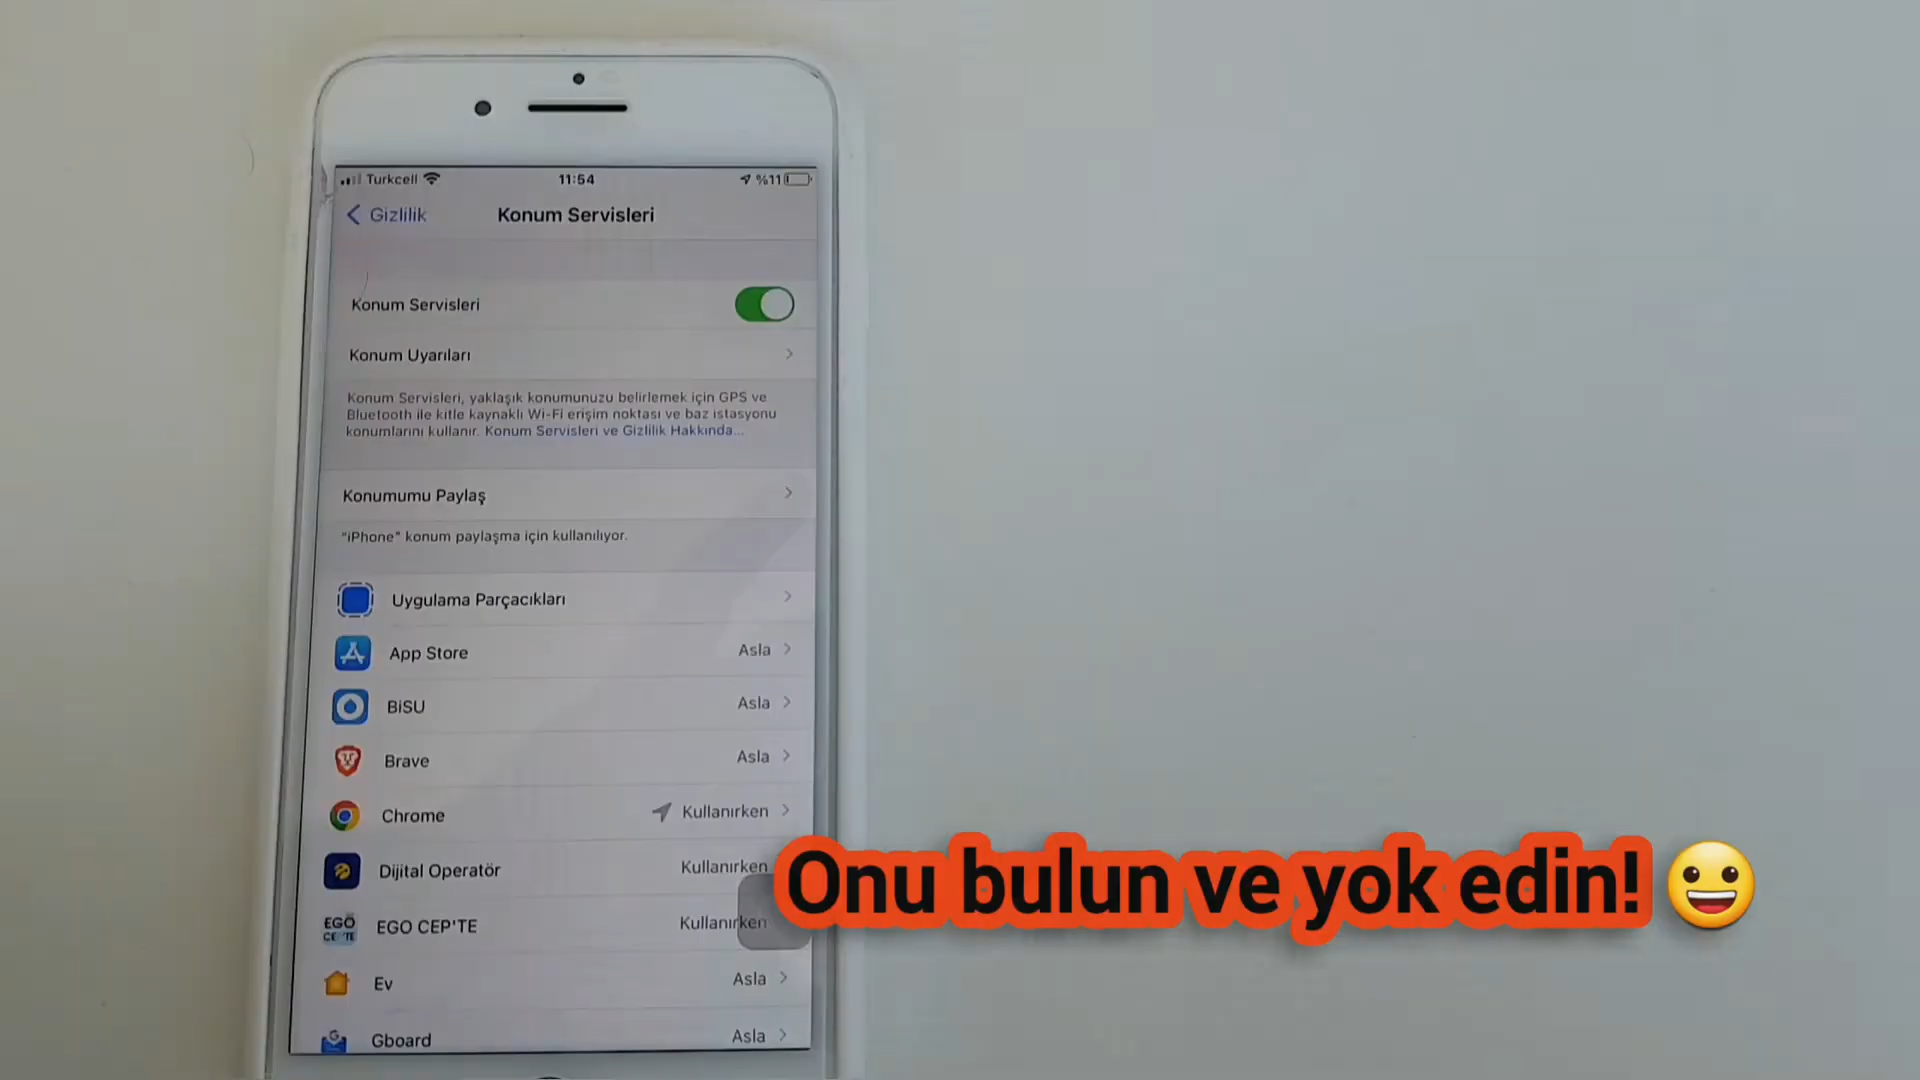 Turkcell 11:54 %11
Gizlilik Konum Servisleri
Konum Servisleri
Konum Uyarıları
Konum Servisleri, yaklaşık konumunuzu belirlemek için GPS ve
Bluetooth ile kitle kaynaklı Wi-Fi erişim noktası ve baz istasyonu
konumlarını kullanır. Konum Servisleri ve Gizlilik Hakkında...
Konumumu Paylaş
"iPhone" konum paylaşma için kullanılıyor.
Uygulama Parçacıkları
App Store Asla
BiSU Asla
Brave Asla
Chrome Kullanırken
Dijital Operatör Kullanırken
EGO CEP'TE EGO CEP'TE Kullanırken
Ev Asla
Gboard Asla
Onu bulun ve yok edin! 😀